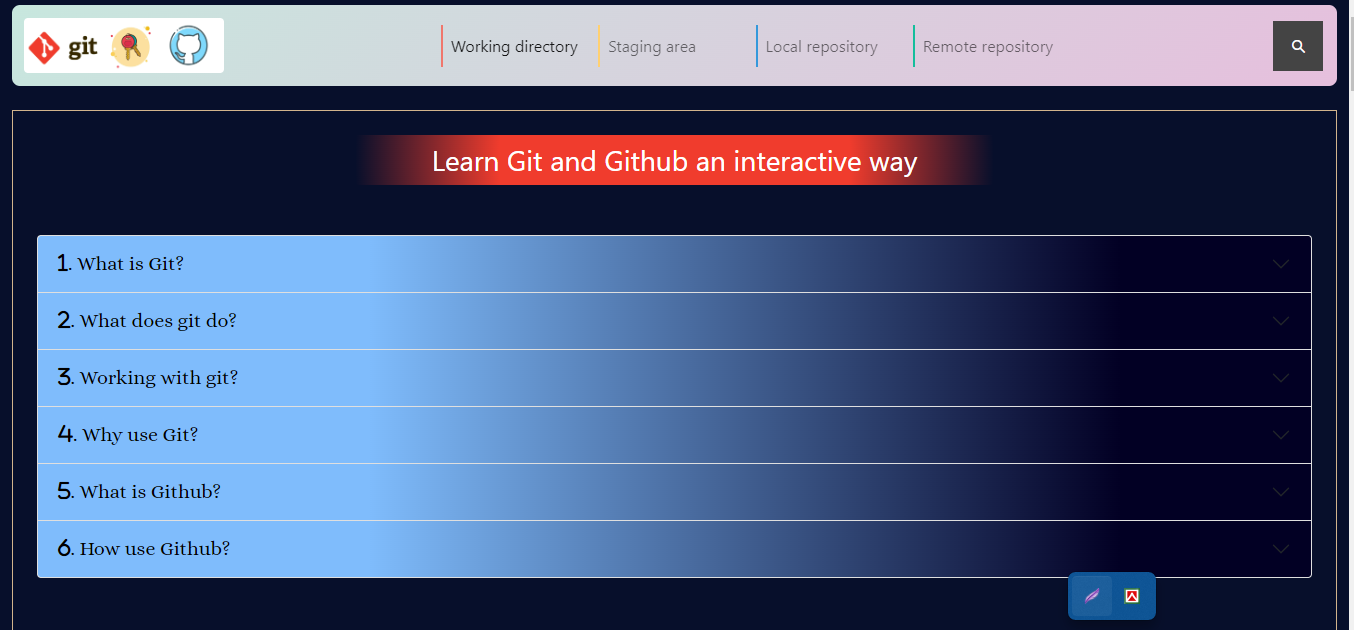 git
Working directory
Staging area
Local repository
Remote repository
Learn Git and Github an interactive way
1. What is Git?
2. What does git do?
3. Working with git?
4. Why use Git?
5. What is Github?
6. How use Github?